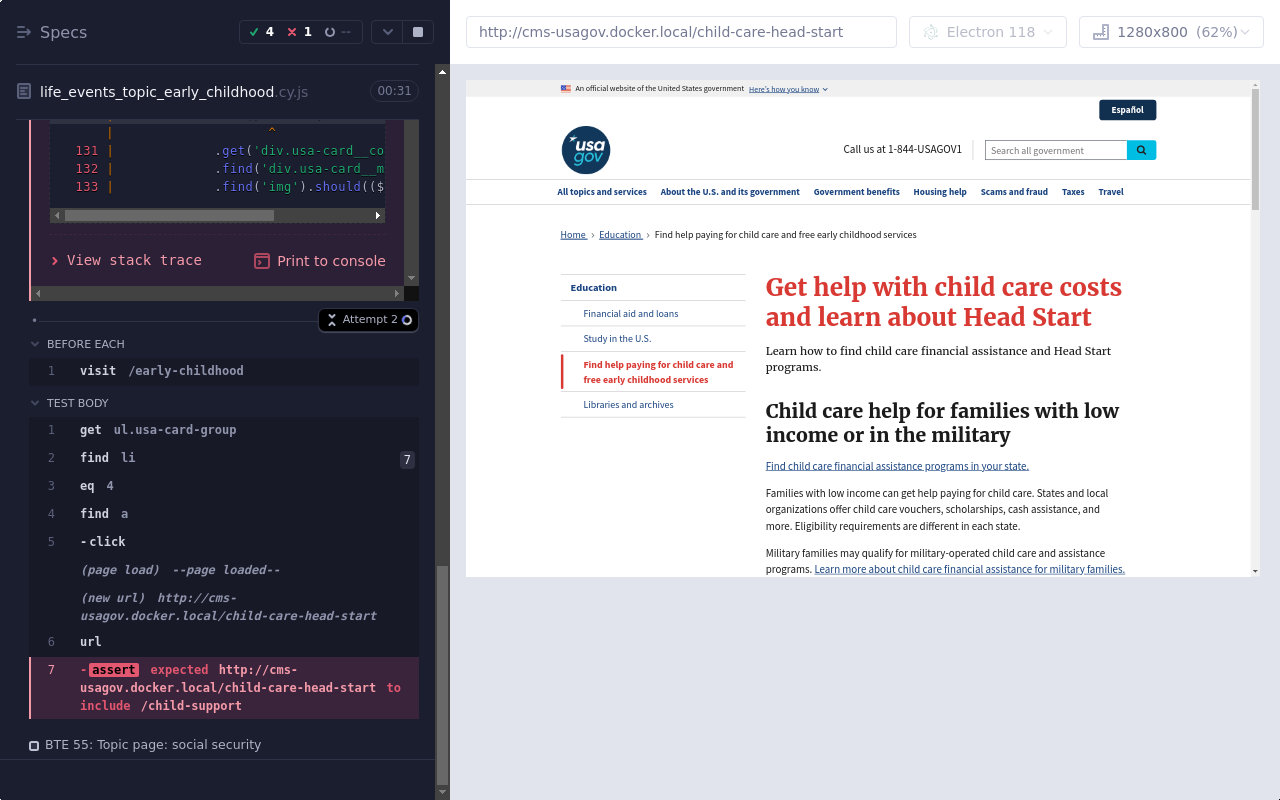 Specs
4
1
--
life_events_topic_early_childhood.cy.js
00:31
| ^
131 | .get('div.usa-card__co
132 | .find('div.usa-card__m
133 | .find('img').should(($
View stack trace
Print to console
Attempt 2
BEFORE EACH
1 visit /early-childhood
TEST BODY
1 get ul.usa-card-group
2 find li 7
3 eq 4
4 find a
5 -click
(page load) --page loaded--
(new url) http://cms-
usagov.docker.local/child-care-head-start
6 url
7 -assert expected http://cms-
usagov.docker.local/child-care-head-start to
include /child-support
BTE 55: Topic page: social security
http://cms-usagov.docker.local/child-care-head-start
Electron 118
1280x800 (62%)
An official website of the United States government Here's how you know
Español
usa
gov
Call us at 1-844-USAGOV1
Search all government
All topics and services
About the U.S. and its government
Government benefits
Housing help
Scams and fraud
Taxes
Travel
Home › Education › Find help paying for child care and free early childhood services
Education
Financial aid and loans
Study in the U.S.
Find help paying for child care and
free early childhood services
Libraries and archives
Get help with child care costs
and learn about Head Start
Learn how to find child care financial assistance and Head Start
programs.
Child care help for families with low
income or in the military
Find child care financial assistance programs in your state.
Families with low income can get help paying for child care. States and local
organizations offer child care vouchers, scholarships, cash assistance, and
more. Eligibility requirements are different in each state.
Military families may qualify for military-operated child care and assistance
programs. Learn more about child care financial assistance for military families.